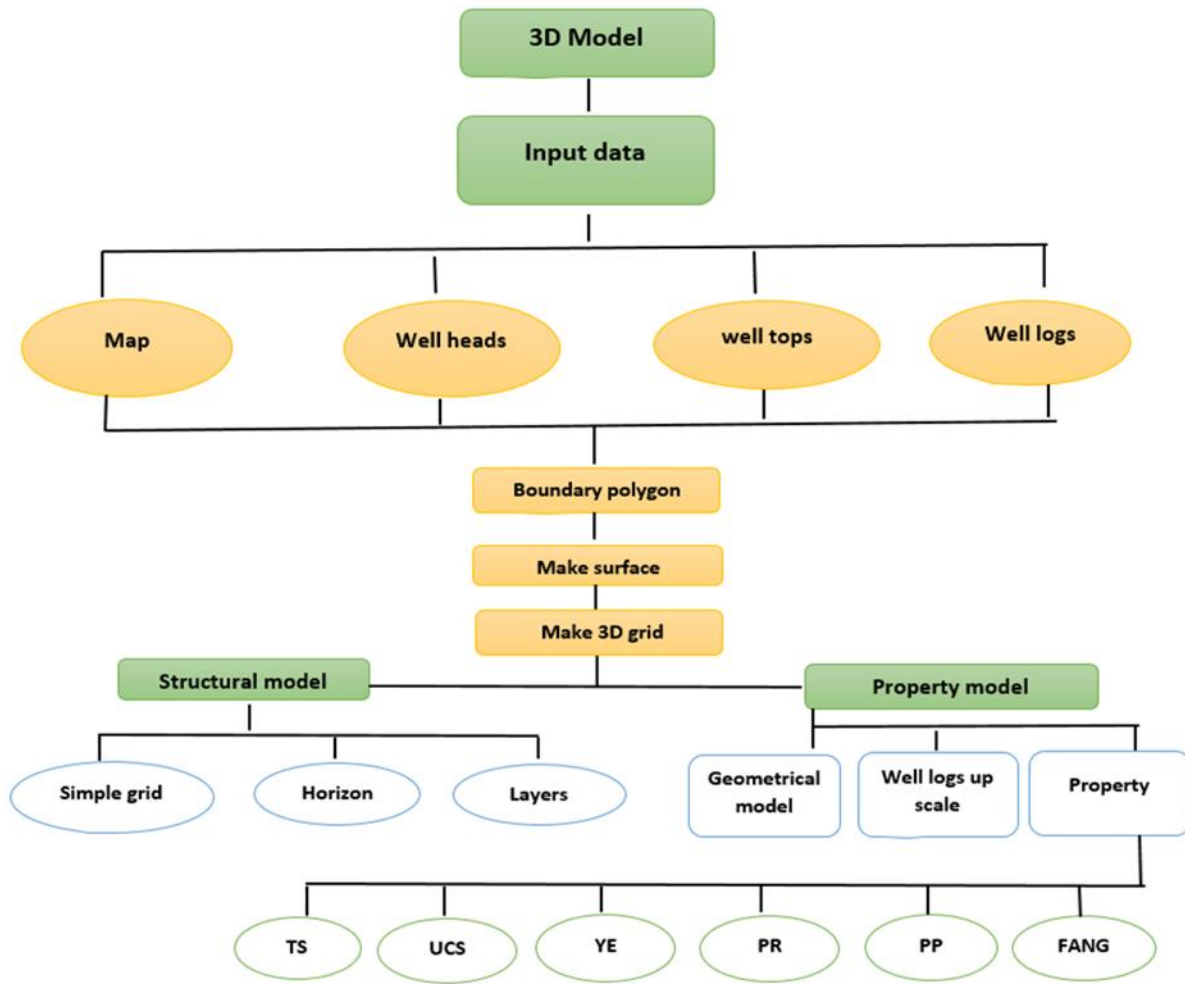 3D Model
Input data
Map
Well heads
well tops
Well logs
Boundary polygon
Make surface
Make 3D grid
Structural model
Property model
Simple grid
Horizon
Layers
Geometrical
model
Well logs up
scale
Property
TS
UCS
YE
PR
PP
FANG